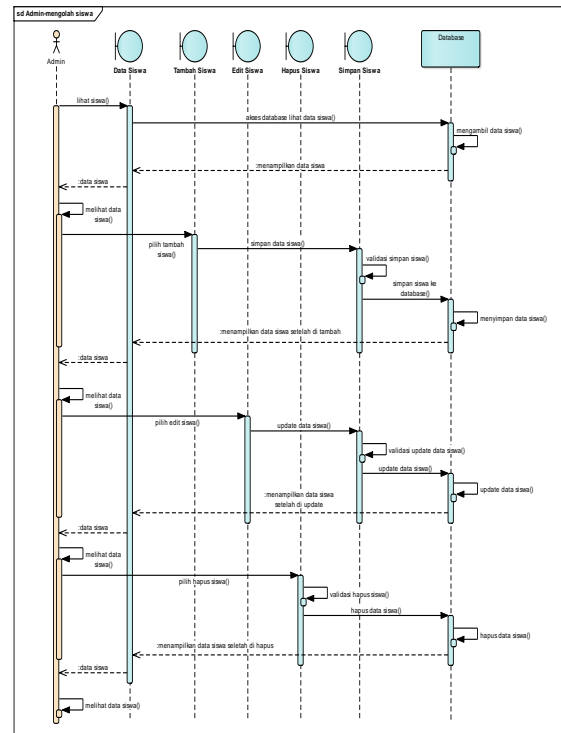 sd Admin-mengolah siswa
Admin
Data Siswa
Tambah Siswa
Edit Siswa
Hapus Siswa
Simpan Siswa
Database
lihat siswa()
akses database lihat data siswa()
mengambil data siswa()
:menampilkan data siswa
:data siswa
melihat data
siswa()
pilih tambah
siswa()
simpan data siswa()
validasi simpan siswa()
simpan siswa ke
database()
menyimpan data siswa()
:menampilkan data siswa setelah di tambah
:data siswa
melihat data
siswa()
pilih edit siswa()
update data siswa()
validasi update data siswa()
update data siswa()
update data siswa()
:menampilkan data siswa
setelah di update
:data siswa
melihat data
siswa()
pilih hapus siswa()
validasi hapus siswa()
hapus data siswa()
hapus data siswa()
:menampilkan data siswa seletah di hapus
:data siswa
melihat data siswa()